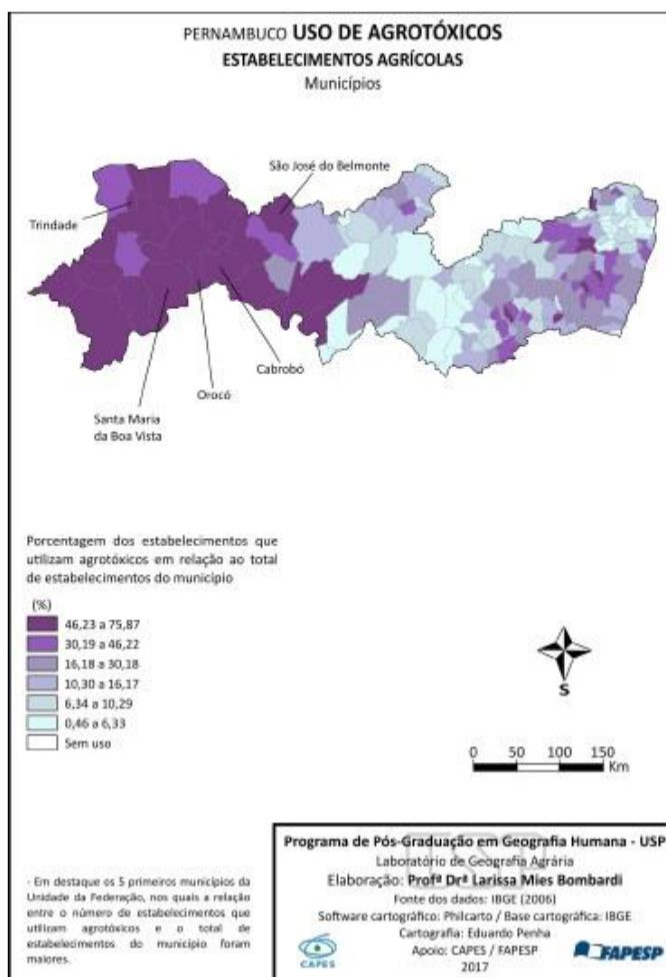 PERNAMBUCO USO DE AGROTÓXICOS
ESTABELECIMENTOS AGRÍCOLAS
Municípios
São José do Belmonte
Trindade
Cabrobó
Orocó
Santa Maria
da Boa Vista
Porcentagem dos estabelecimentos que
utilizam agrotóxicos em relação ao total
de estabelecimentos do município
(%)
46,23 a 75,87
30,19 a 46,22
16,18 a 30,18
10,30 a 16,17
6,34 a 10,29
0,46 a 6,33
Sem uso
S
0 50 100 150
Km
- Em destaque os 5 primeiros municípios da
Unidade da Federação, nos quais a relação
entre o número de estabelecimentos que
utilizam agrotóxicos e o total de
estabelecimentos do município foram
maiores.
Programa de Pós-Graduação em Geografia Humana - USP
Laboratório de Geografia Agrária
Elaboração: Profª Drª Larissa Mies Bombardi
Fonte dos dados: IBGE (2006)
Software cartográfico: Philcarto / Base cartográfica: IBGE
Cartografia: Eduardo Penha
Apoio: CAPES / FAPESP
2017
CAPES
FAPESP